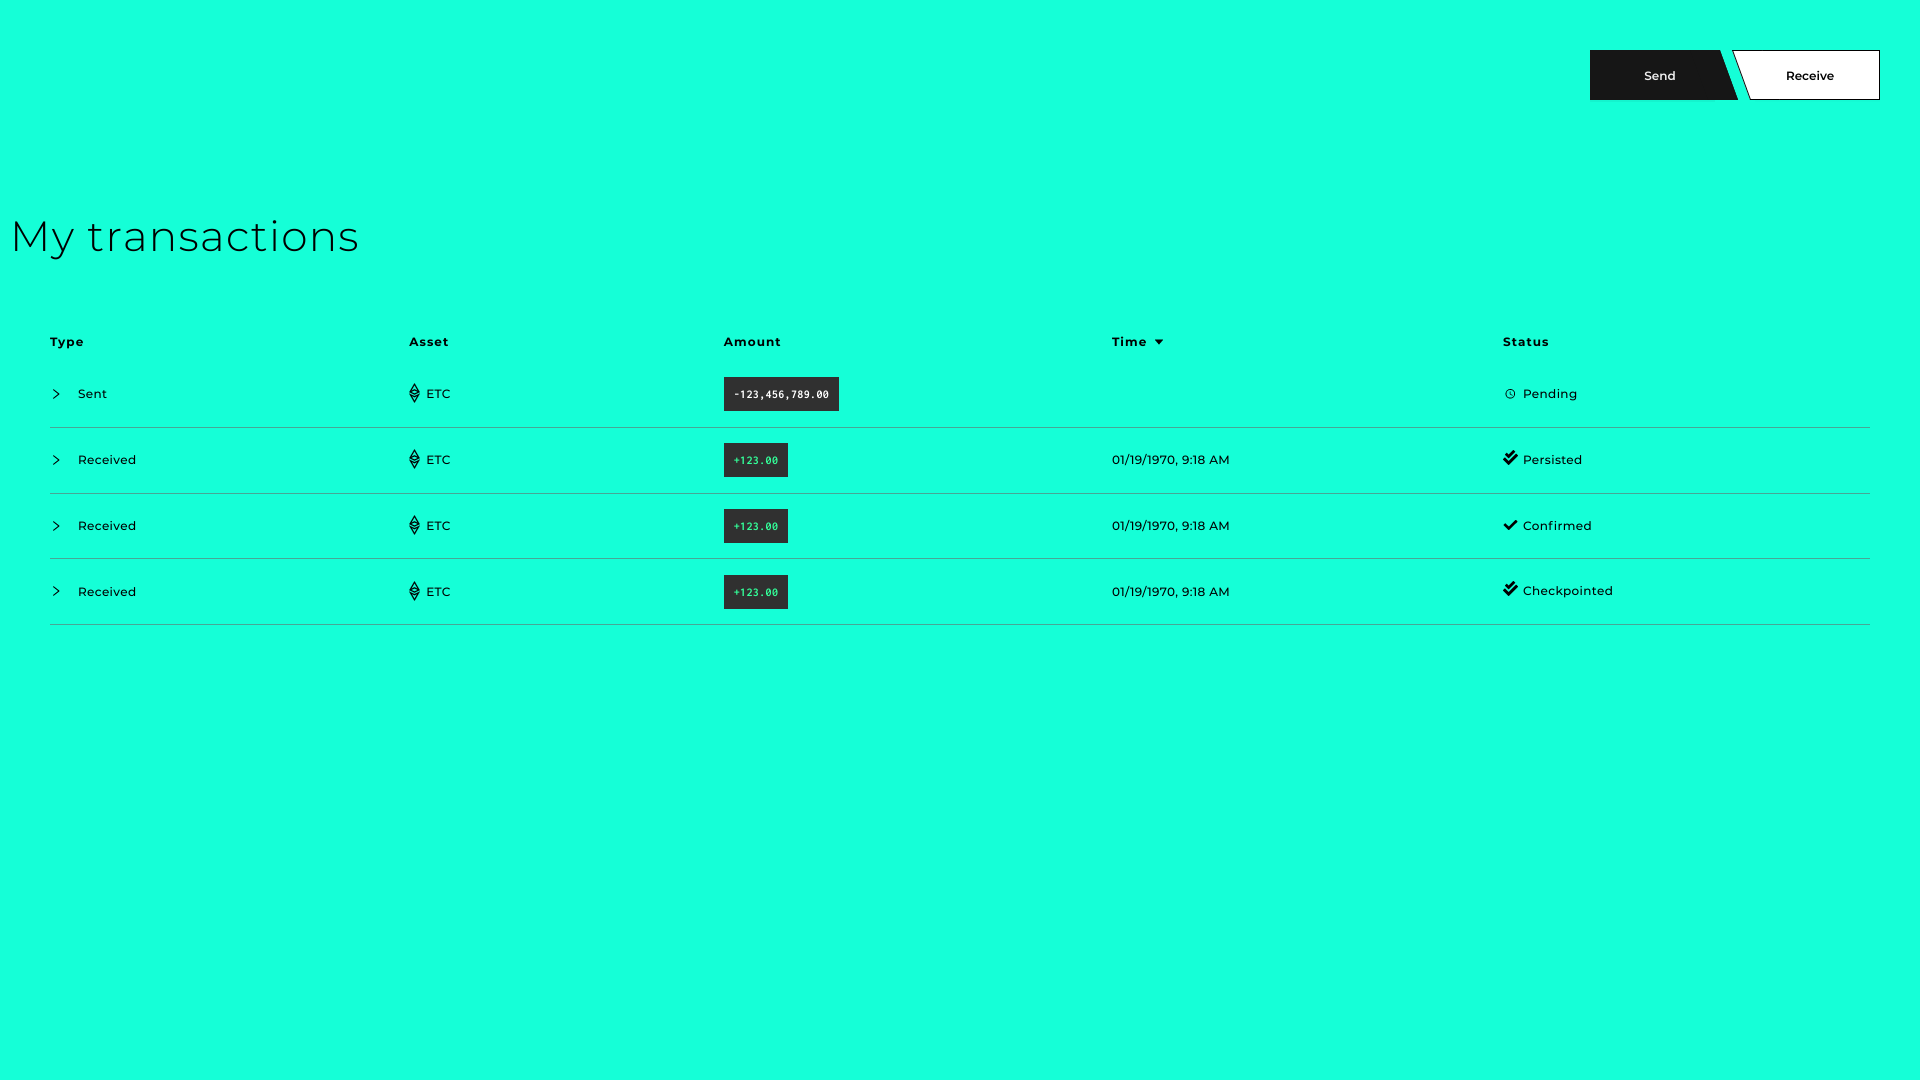 Send Receive
My transactions
Type Asset Amount Time Status
Sent ETC -123,456,789.00 Pending
Received ETC +123.00 01/19/1970, 9:18 AM Persisted
Received ETC +123.00 01/19/1970, 9:18 AM Confirmed
Received ETC +123.00 01/19/1970, 9:18 AM Checkpointed